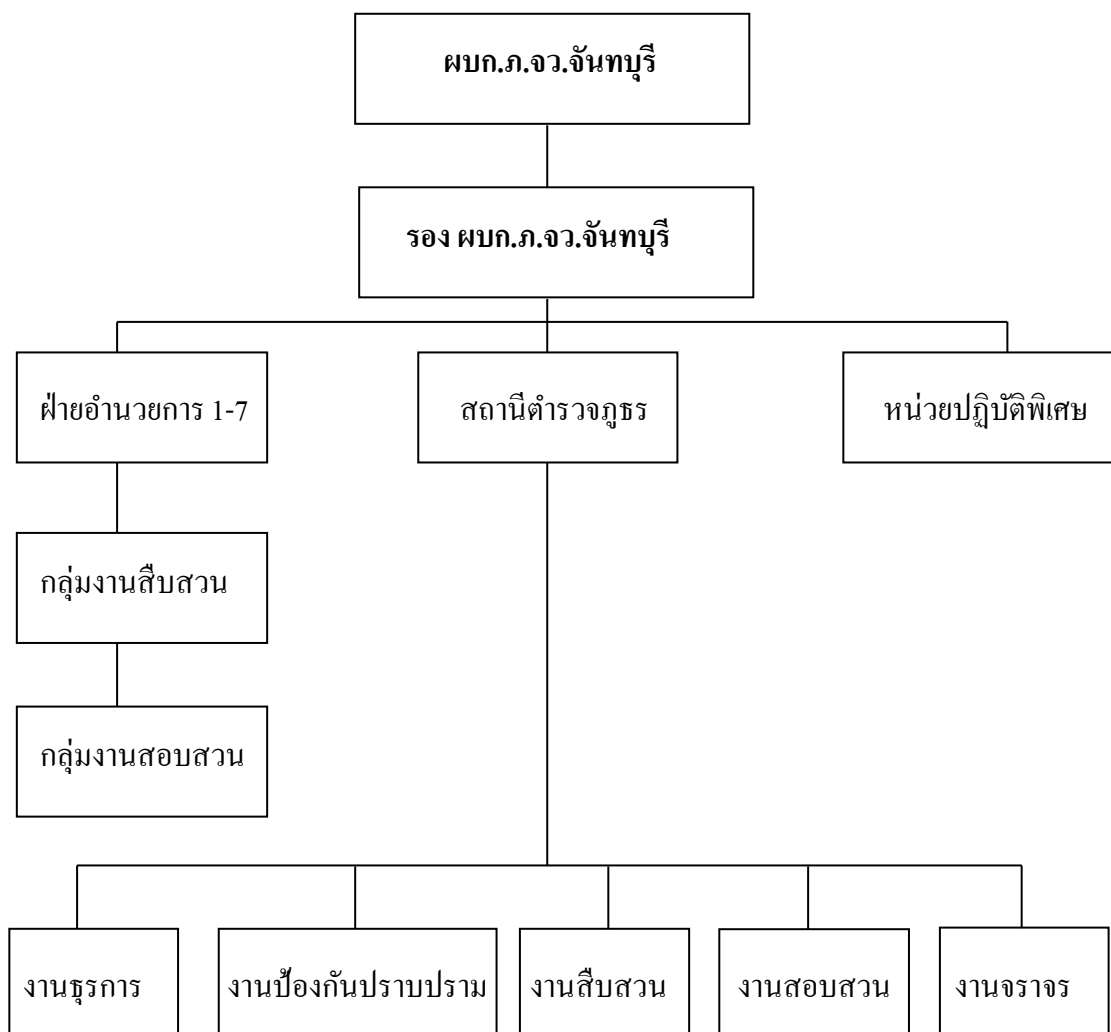 ผบก.ภ.จว.จันทบุรี
รอง ผบก.ภ.จว.จันทบุรี
ฝ่ายอำนวยการ 1-7
สถานีตำรวจภูธร
หน่วยปฏิบัติพิเศษ
กลุ่มงานสืบสวน
กลุ่มงานสอบสวน
งานธุรการ
งานป้องกันปราบปราม
งานสืบสวน
งานสอบสวน
งานจราจร